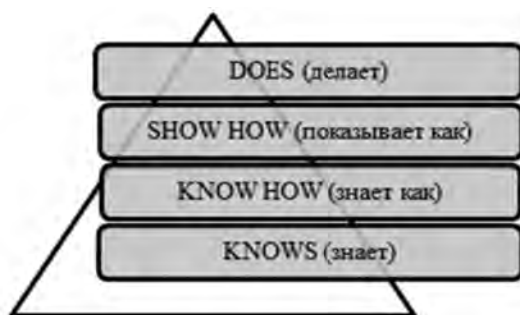 DOES (делает)
SHOW HOW (показывает как)
KNOW HOW (знает как)
KNOWS (знает)